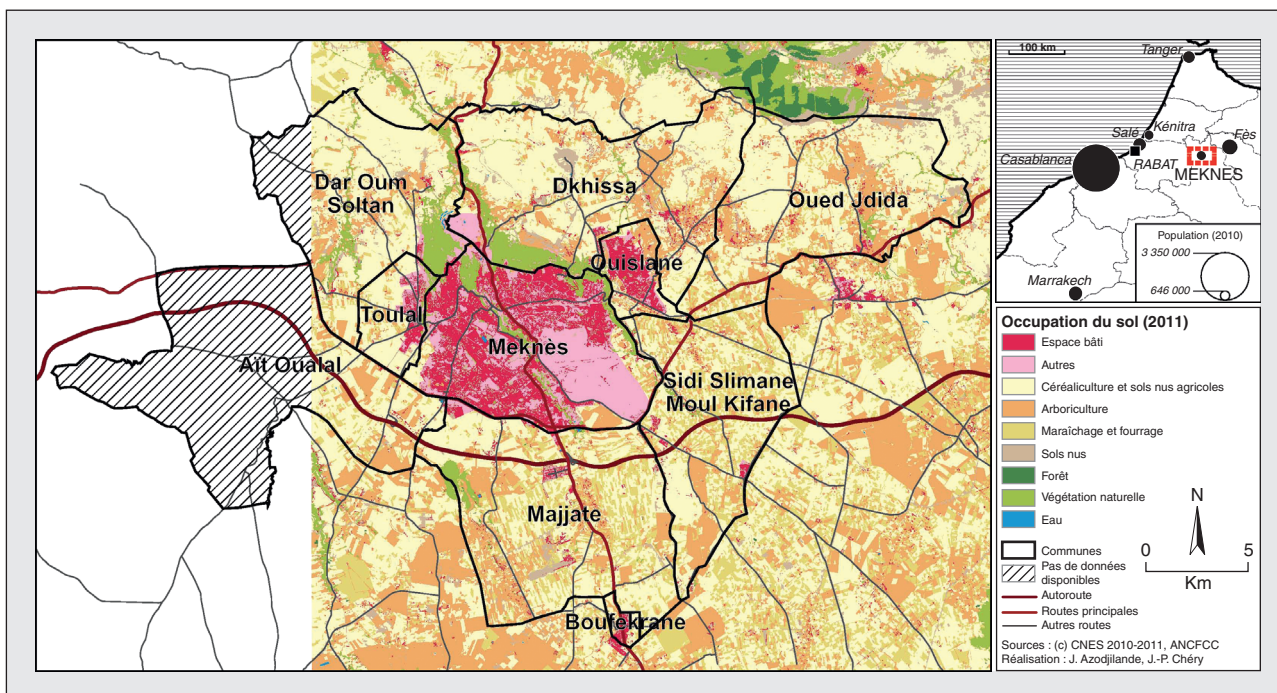 Dar Oum
Soltan
Dkhissa
Oued Jdida
Ouislane
Toulal
Meknès
Aït Oualal
Sidi Slimane
Moul Kifane
Majjate
Boufekrane
100 km
Tanger
Salé
Kénitra
Fès
Casablanca
RABAT
MEKNES
Marrakech
Population (2010)
3 350 000
646 000
Occupation du sol (2011)
Espace bâti
Autres
Céréaliculture et sols nus agricoles
Arboriculture
Maraîchage et fourrage
Sols nus
Forêt
Végétation naturelle
Eau
N
0 5
Km
Communes
Pas de données
disponibles
Autoroute
Routes principales
Autres routes
Sources : (c) CNES 2010-2011, ANCFCC
Réalisation : J. Azodjilande, J.-P. Chéry